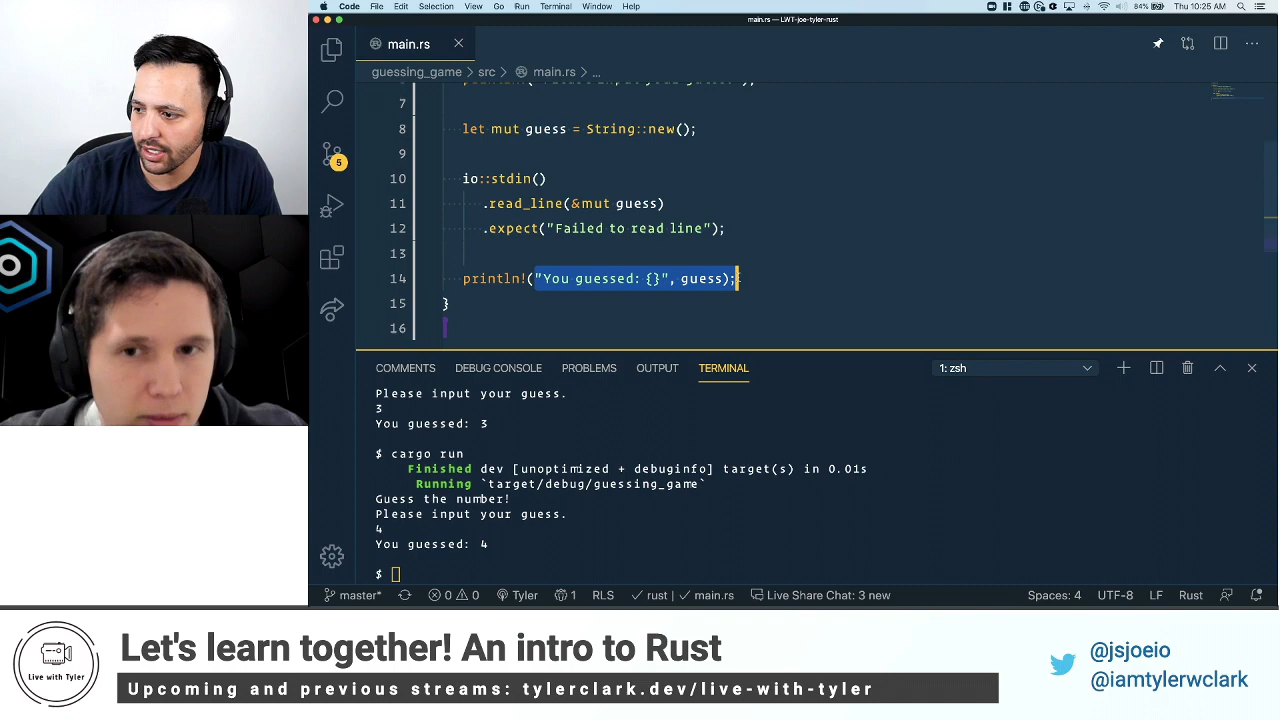 Code File Edit Selection View Go Run Terminal Window Help 84% Thu 10:25 AM
main.rs — LWT-joe-tyler-rust
main.rs
guessing_game > src > main.rs > ...
7
8 let mut guess = String::new();
9
10 io::stdin()
11 .read_line(&mut guess)
12 .expect("Failed to read line");
13
14 println!("You guessed: {}", guess);
15 }
16
5
COMMENTS DEBUG CONSOLE PROBLEMS OUTPUT TERMINAL 1: zsh
Please input your guess.
3
You guessed: 3
$ cargo run
Finished dev [unoptimized + debuginfo] target(s) in 0.01s
Running `target/debug/guessing_game`
Guess the number!
Please input your guess.
4
You guessed: 4
$
master* 0 0 Tyler 1 RLS rust | main.rs Live Share Chat: 3 new Spaces: 4 UTF-8 LF Rust
Live with Tyler
Let's learn together! An intro to Rust
Upcoming and previous streams: tylerclark.dev/live-with-tyler
@jsjoeio
@iamtylerwclark